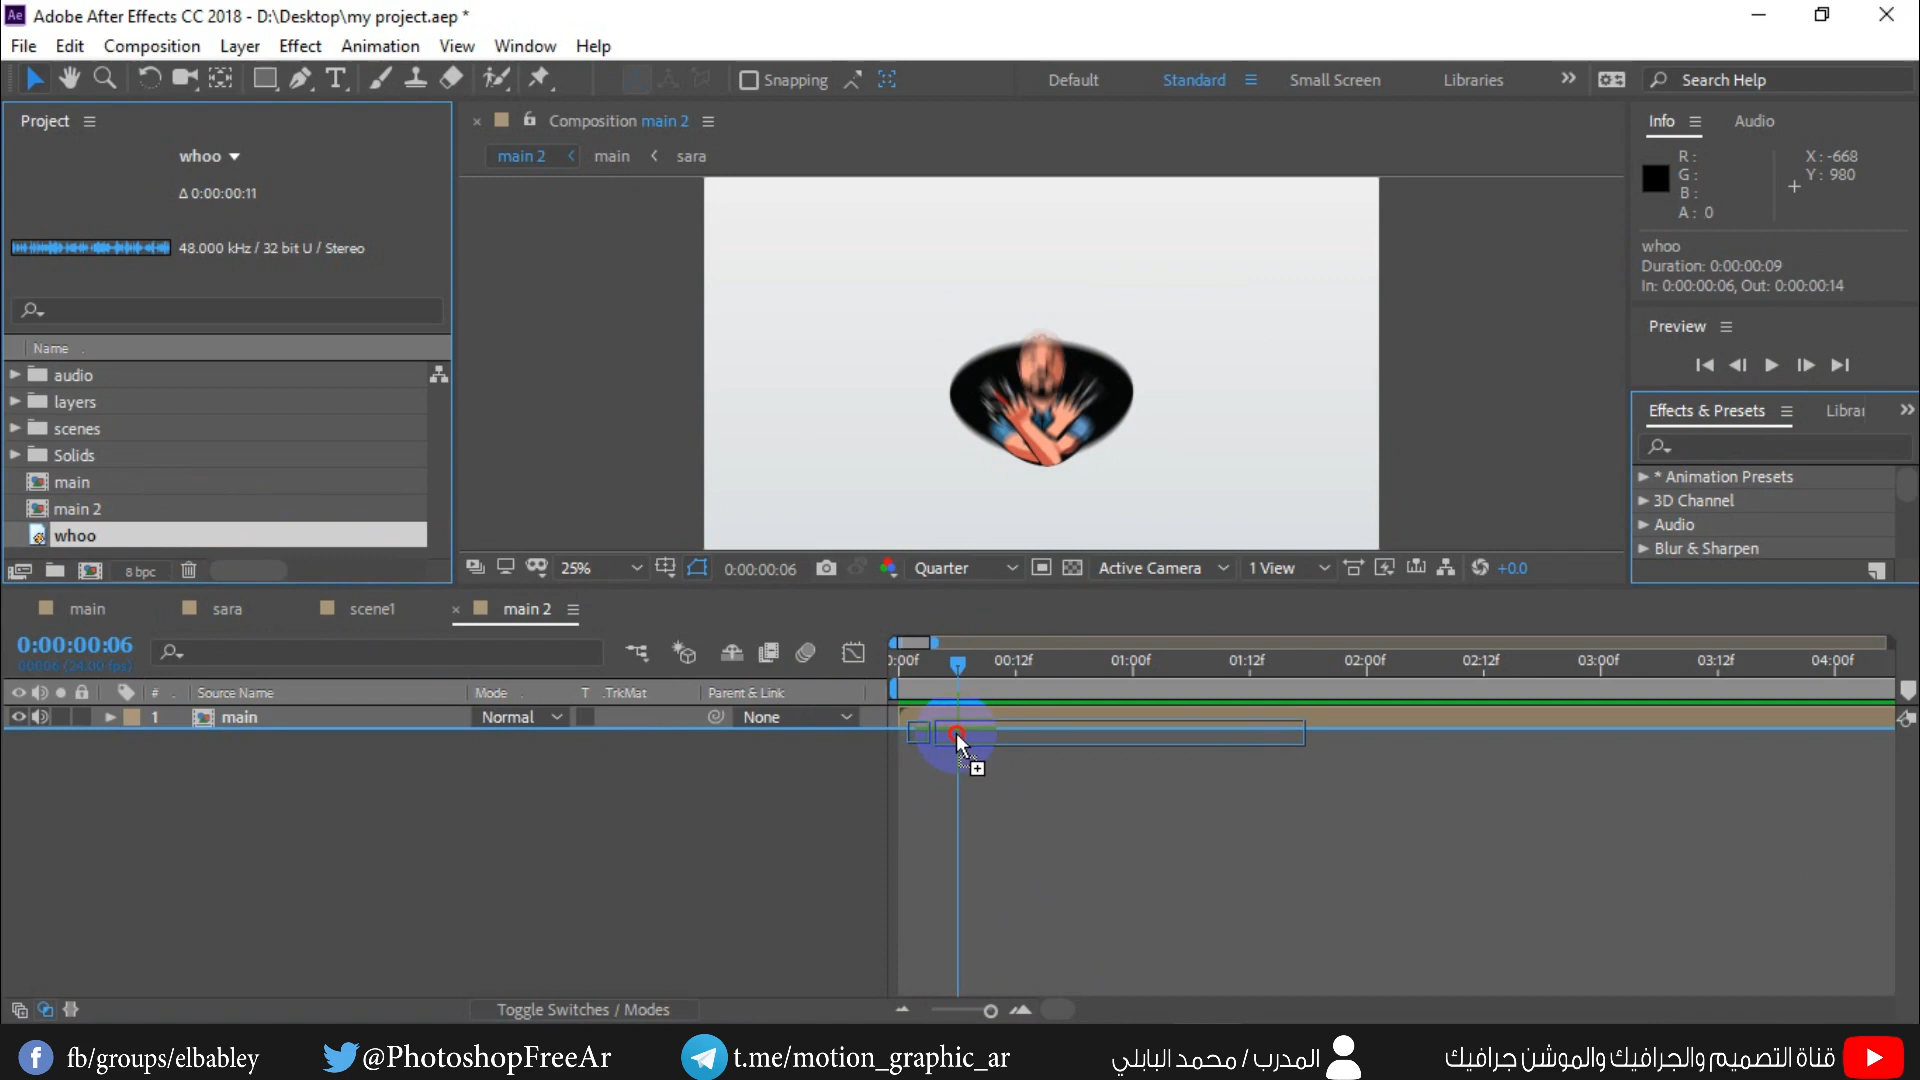 Adobe After Effects CC 2018 - D:\Desktop\my project.aep *
File Edit Composition Layer Effect Animation View Window Help
Snapping Default Standard Small Screen Libraries Search Help
Project
whoo
Δ 0:00:00:11
48.000 kHz / 32 bit U / Stereo
Name
audio
layers
scenes
Solids
main
main 2
whoo
8 bpc
Composition main 2
main 2 main sara
25% 0:00:00:06 Quarter Active Camera 1 View +0.0
Info Audio
R :
G :
B :
A : 0
X : -668
Y : 980
whoo
Duration: 0:00:00:09
In: 0:00:00:06, Out: 0:00:00:14
Preview
Effects & Presets Librar
* Animation Presets
3D Channel
Audio
Blur & Sharpen
main sara scene1 main 2
0:00:00:06
00006 (24.00 fps)
):00f 00:12f 01:00f 01:12f 02:00f 02:12f 03:00f 03:12f 04:00f
# Source Name Mode T .TrkMat Parent & Link
1 main Normal None
Toggle Switches / Modes
fb/groups/elbabley @PhotoshopFreeAr t.me/motion_graphic_ar المدرب / محمد البابلي قناة التصميم والجرافيك والموشن جرافيك